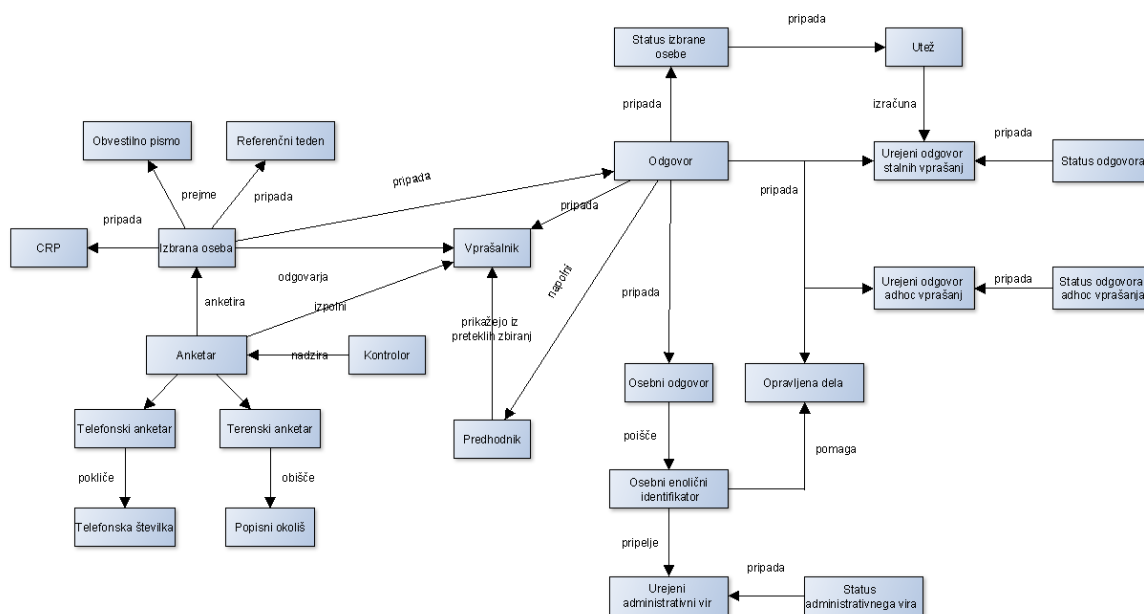 pripada
Status izbrane
osebe
Utež
pripada
izračuna
Obvestilno pismo
Referenčni teden
Odgovor
Urejeni odgovor
stalnih vprašanj
pripada
Status odgovora
prejme
pripada
pripada
pripada
pripada
CRP
pripada
Izbrana oseba
Vprašalnik
odgovarja
napolni
pripada
Urejeni odgovor
adhoc vprašanj
pripada
Status odgovora
adhoc vprašanja
anketira
izpolni
prikažejo iz
preteklih zbiranj
Anketar
nadzira
Kontrolor
Osebni odgovor
Opravljena dela
Telefonski anketar
Terenski anketar
Predhodnik
poišče
pomaga
pokliče
obišče
Osebni enolični
identifikator
Telefonska številka
Popisni okoliš
pripelje
Urejeni
administrativni vir
pripada
Status
administrativnega vira